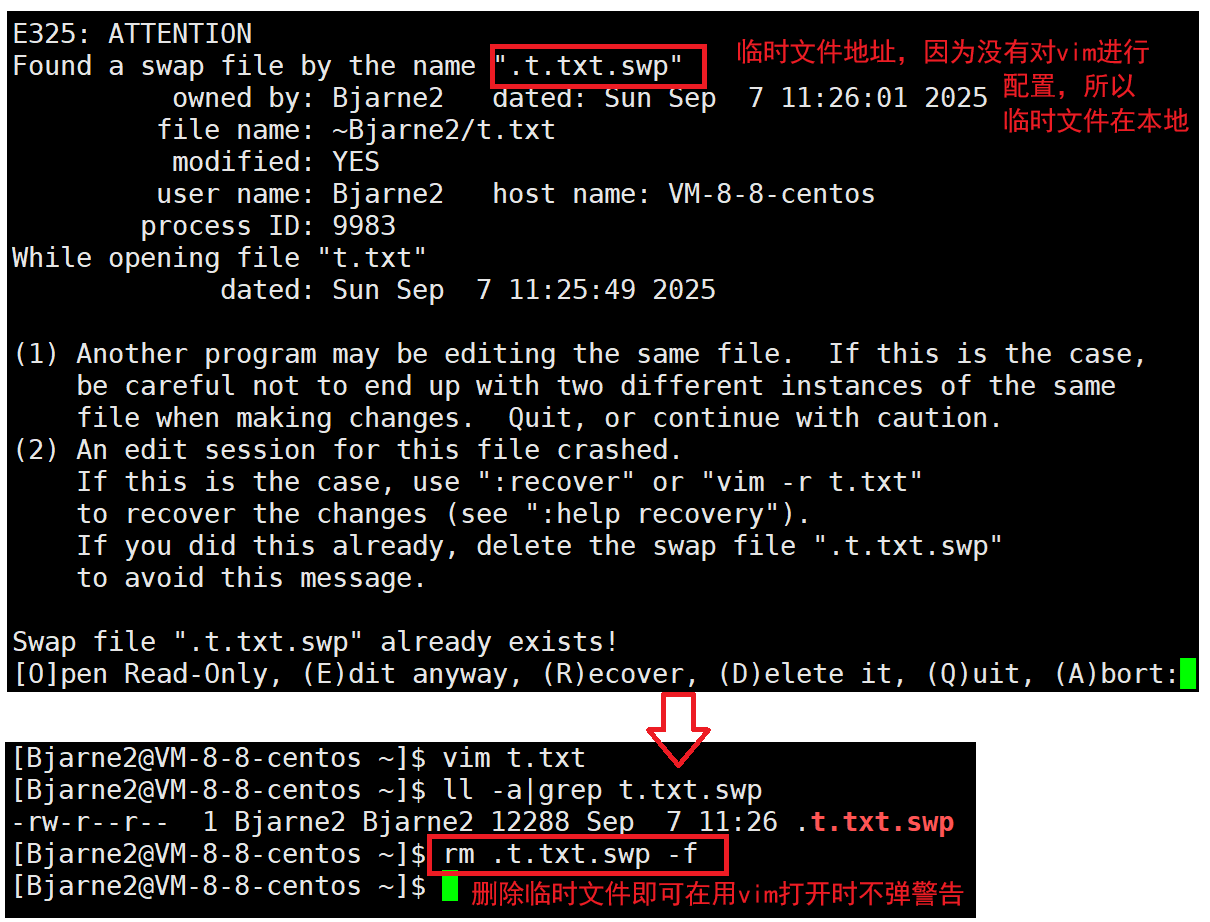 E325: ATTENTION
Found a swap file by the name ".t.txt.swp"
临时文件地址，因为没有对vim进行
配置，所以
临时文件在本地
owned by: Bjarne2   dated: Sun Sep  7 11:26:01 2025
file name: ~Bjarne2/t.txt
modified: YES
user name: Bjarne2   host name: VM-8-8-centos
process ID: 9983
While opening file "t.txt"
dated: Sun Sep  7 11:25:49 2025
(1) Another program may be editing the same file.  If this is the case,
be careful not to end up with two different instances of the same
file when making changes.  Quit, or continue with caution.
(2) An edit session for this file crashed.
If this is the case, use ":recover" or "vim -r t.txt"
to recover the changes (see ":help recovery").
If you did this already, delete the swap file ".t.txt.swp"
to avoid this message.
Swap file ".t.txt.swp" already exists!
[O]pen Read-Only, (E)dit anyway, (R)ecover, (D)elete it, (Q)uit, (A)bort:
[Bjarne2@VM-8-8-centos ~]$ vim t.txt
[Bjarne2@VM-8-8-centos ~]$ ll -a|grep t.txt.swp
-rw-r--r--  1 Bjarne2 Bjarne2 12288 Sep  7 11:26 .t.txt.swp
[Bjarne2@VM-8-8-centos ~]$ rm .t.txt.swp -f
[Bjarne2@VM-8-8-centos ~]$
删除临时文件即可在用vim打开时不弹警告